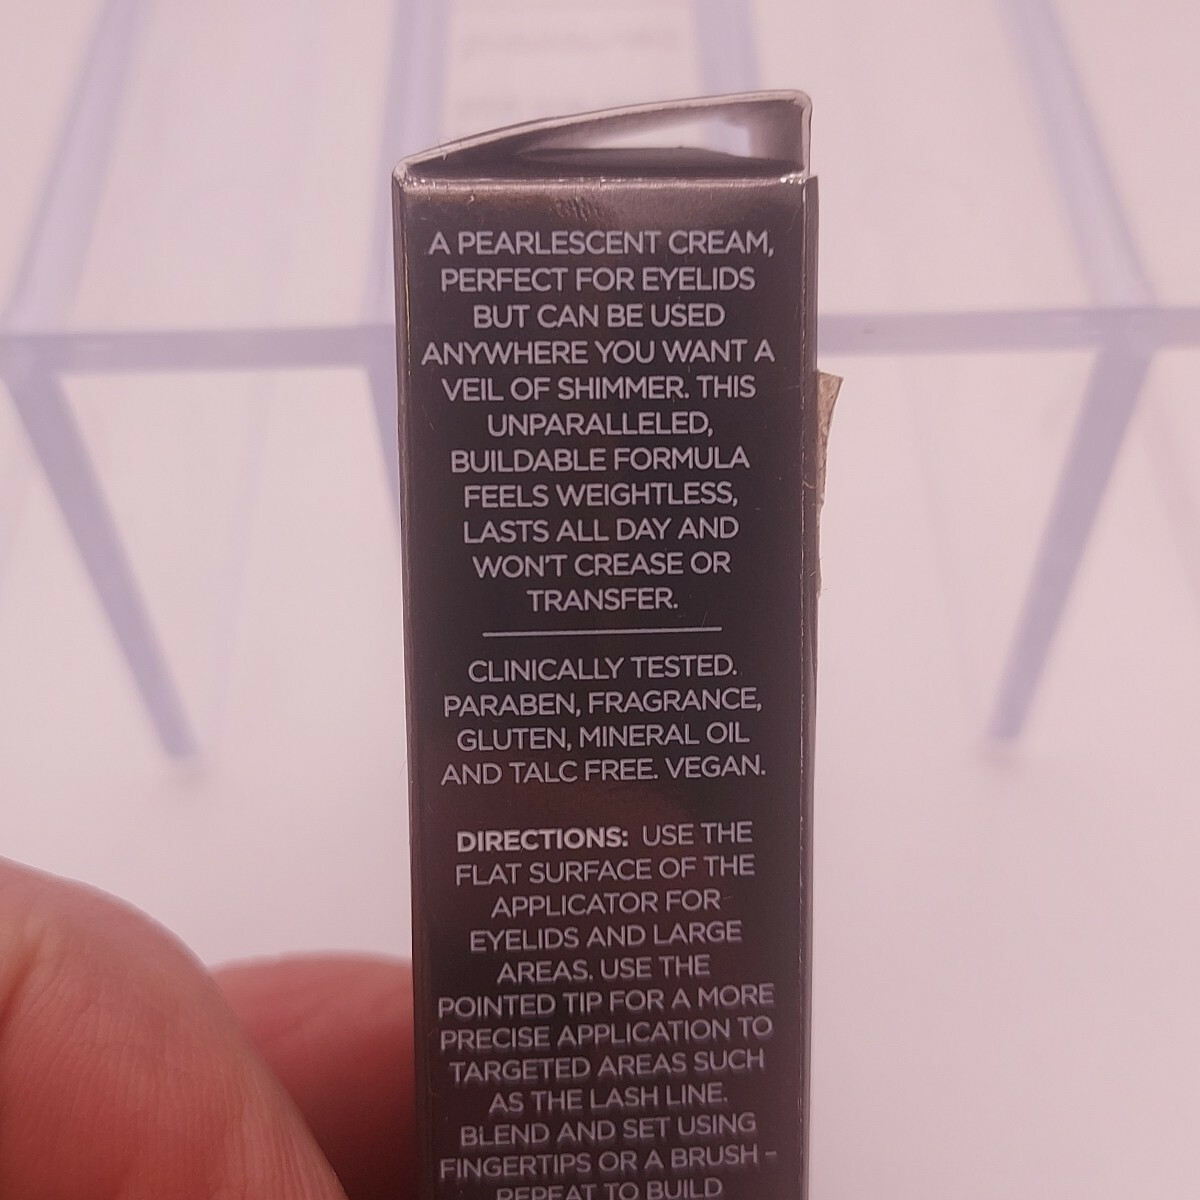 A PEARLESCENT CREAM,
PERFECT FOR EYELIDS
BUT CAN BE USED
ANYWHERE YOU WANT A
VEIL OF SHIMMER. THIS
UNPARALLELED,
BUILDABLE FORMULA
FEELS WEIGHTLESS,
LASTS ALL DAY AND
WON'T CREASE OR
TRANSFER.
CLINICALLY TESTED.
PARABEN, FRAGRANCE,
GLUTEN, MINERAL OIL
AND TALC FREE. VEGAN.
DIRECTIONS: USE THE
FLAT SURFACE OF THE
APPLICATOR FOR
EYELIDS AND LARGE
AREAS. USE THE
POINTED TIP FOR A MORE
PRECISE APPLICATION TO
TARGETED AREAS SUCH
AS THE LASH LINE.
BLEND AND SET USING
FINGERTIPS OR A BRUSH –
REPEAT TO BUILD